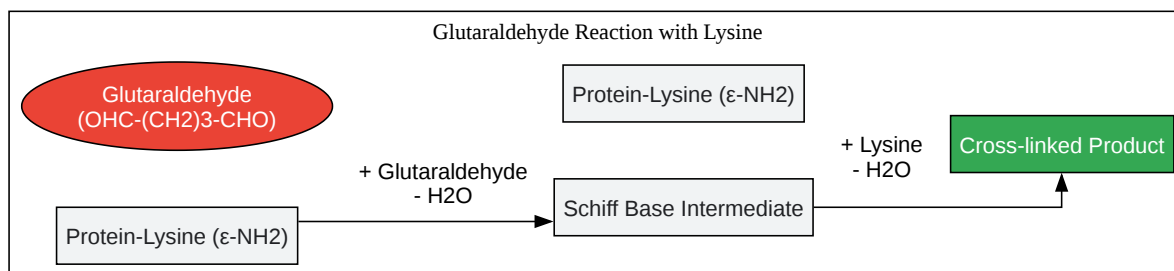 Glutaraldehyde Reaction with Lysine
Glutaraldehyde
(OHC-(CH2)3-CHO)
Protein-Lysine (ε-NH2)
+ Glutaraldehyde
- H2O
+ Lysine
- H2O
Cross-linked Product
Protein-Lysine (ε-NH2)
Schiff Base Intermediate